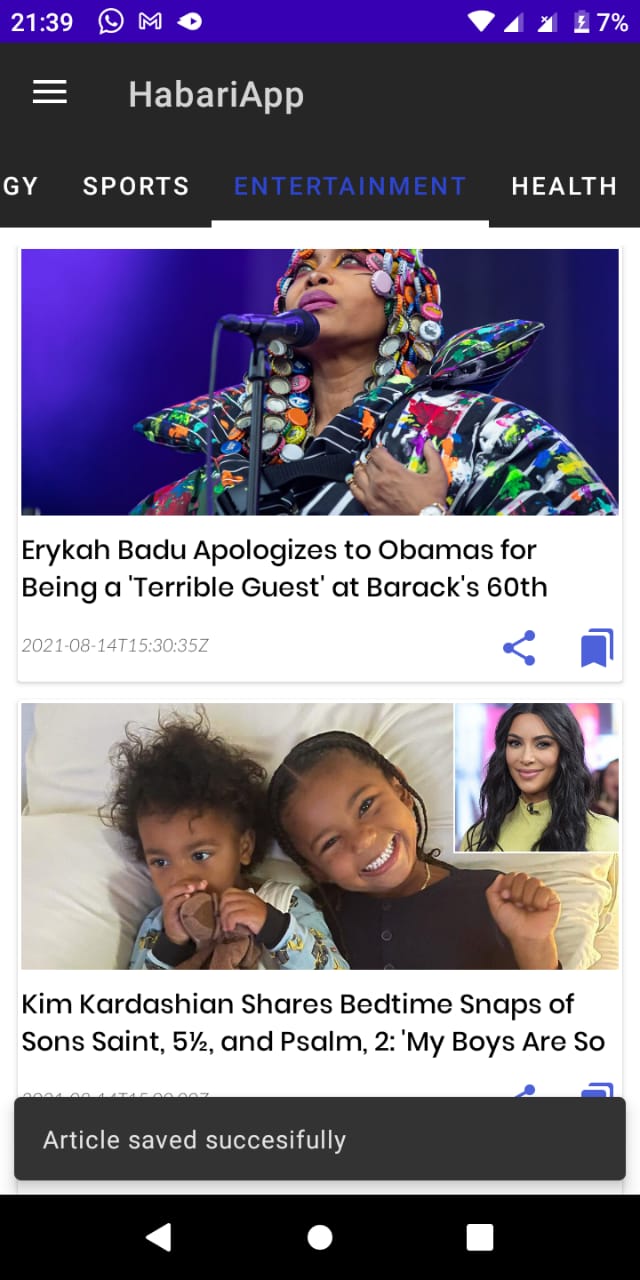 21:39 7%
HabariApp
GY SPORTS ENTERTAINMENT HEALTH
Erykah Badu Apologizes to Obamas for
Being a 'Terrible Guest' at Barack's 60th
2021-08-14T15:30:35Z
Kim Kardashian Shares Bedtime Snaps of
Sons Saint, 5½, and Psalm, 2: 'My Boys Are So
Article saved succesifully